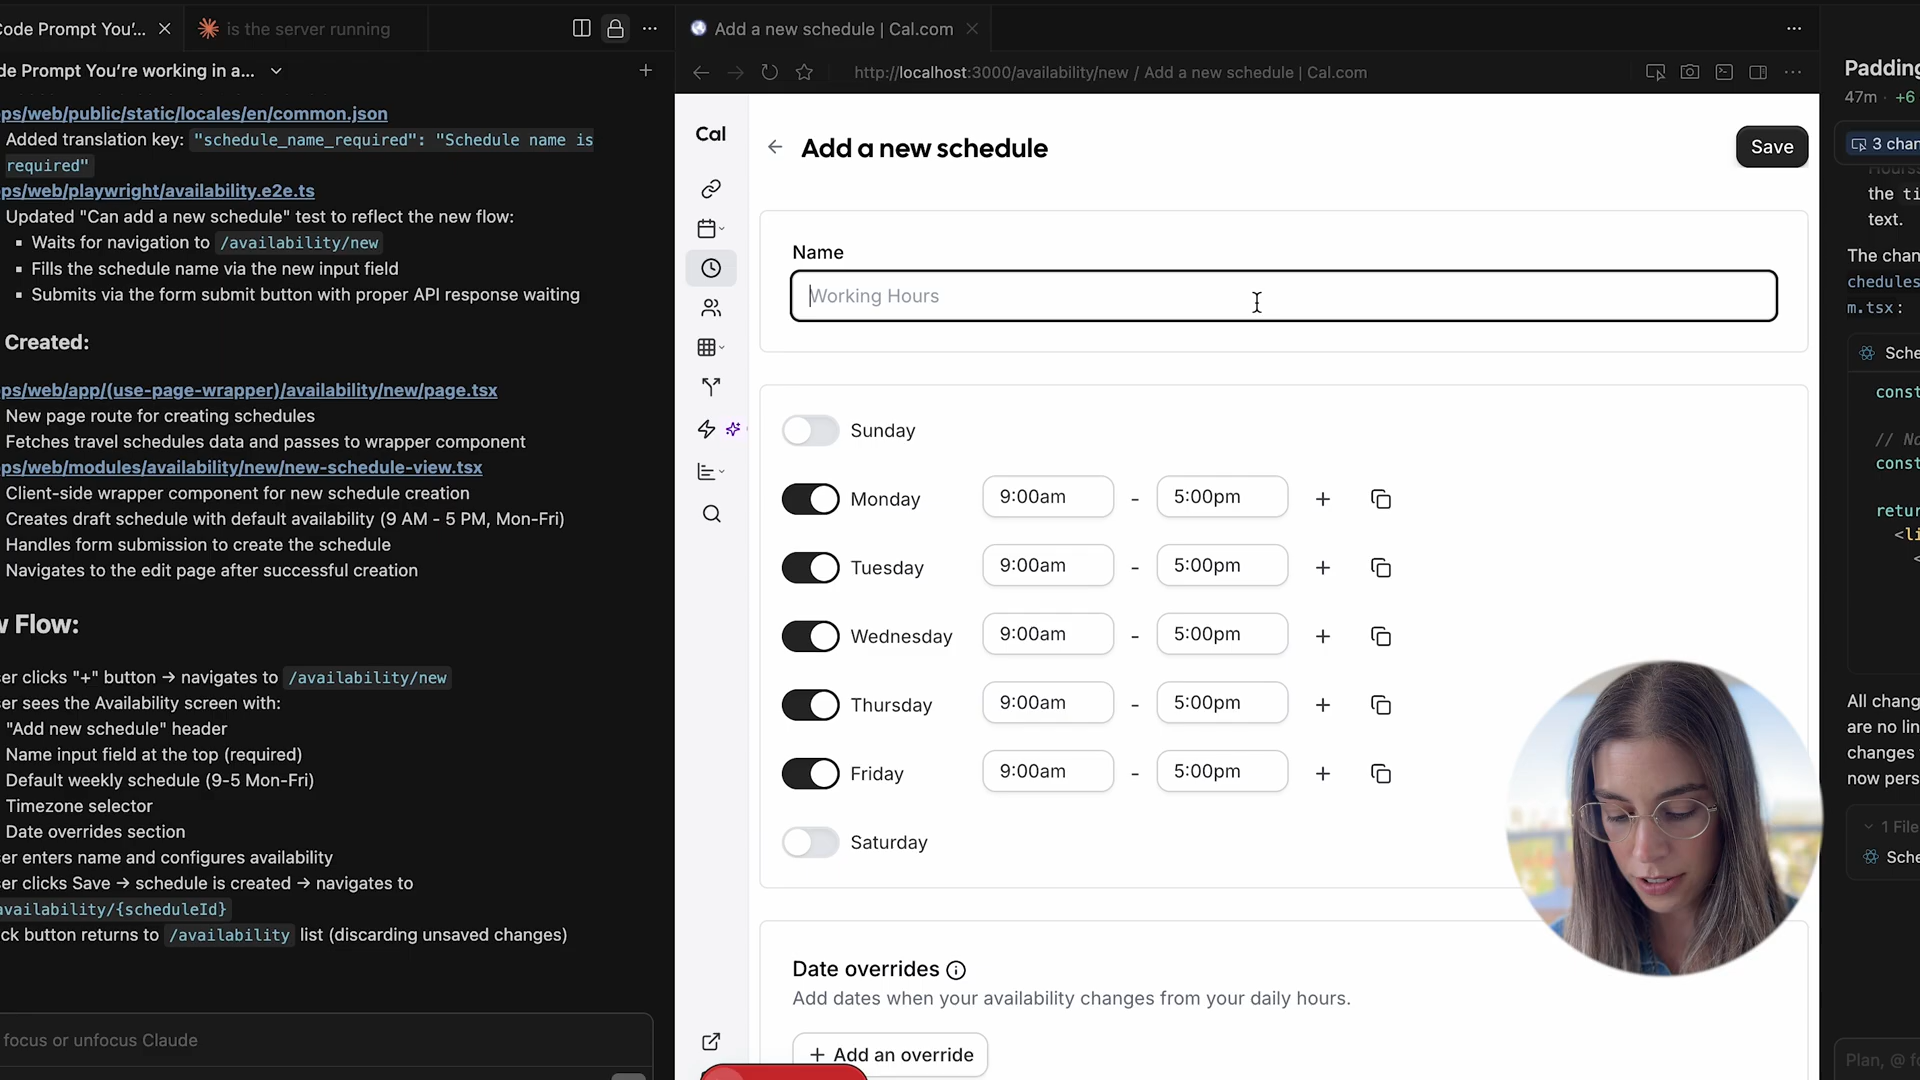 ode Prompt You'...
is the server running
de Prompt You're working in a...
ps/web/public/static/locales/en/common.json
Added translation key: "schedule_name_required": "Schedule name is
required"
ps/web/playwright/availability.e2e.ts
Updated "Can add a new schedule" test to reflect the new flow:
▪ Waits for navigation to /availability/new
▪ Fills the schedule name via the new input field
▪ Submits via the form submit button with proper API response waiting
Created:
ps/web/app/(use-page-wrapper)/availability/new/page.tsx
New page route for creating schedules
Fetches travel schedules data and passes to wrapper component
ps/web/modules/availability/new/new-schedule-view.tsx
Client-side wrapper component for new schedule creation
Creates draft schedule with default availability (9 AM - 5 PM, Mon-Fri)
Handles form submission to create the schedule
Navigates to the edit page after successful creation
w Flow:
er clicks "+" button → navigates to /availability/new
er sees the Availability screen with:
"Add new schedule" header
Name input field at the top (required)
Default weekly schedule (9-5 Mon-Fri)
Timezone selector
Date overrides section
er enters name and configures availability
er clicks Save → schedule is created → navigates to
availability/{scheduleId}
ck button returns to /availability list (discarding unsaved changes)
focus or unfocus Claude
Add a new schedule | Cal.com
http://localhost:3000/availability/new / Add a new schedule | Cal.com
Cal
Add a new schedule
Save
Name
Working Hours
Sunday
Monday 9:00am - 5:00pm
Tuesday 9:00am - 5:00pm
Wednesday 9:00am - 5:00pm
Thursday 9:00am - 5:00pm
Friday 9:00am - 5:00pm
Saturday
Date overrides
Add dates when your availability changes from your daily hours.
+ Add an override
Padding
47m · +6
3 chan
the ti
text.
The chan
chedules
m.tsx:
Sche
const
// No
const
retur
<li
<
All chang
are no lin
changes
now pers
1 File
Sche
Plan, @ fo